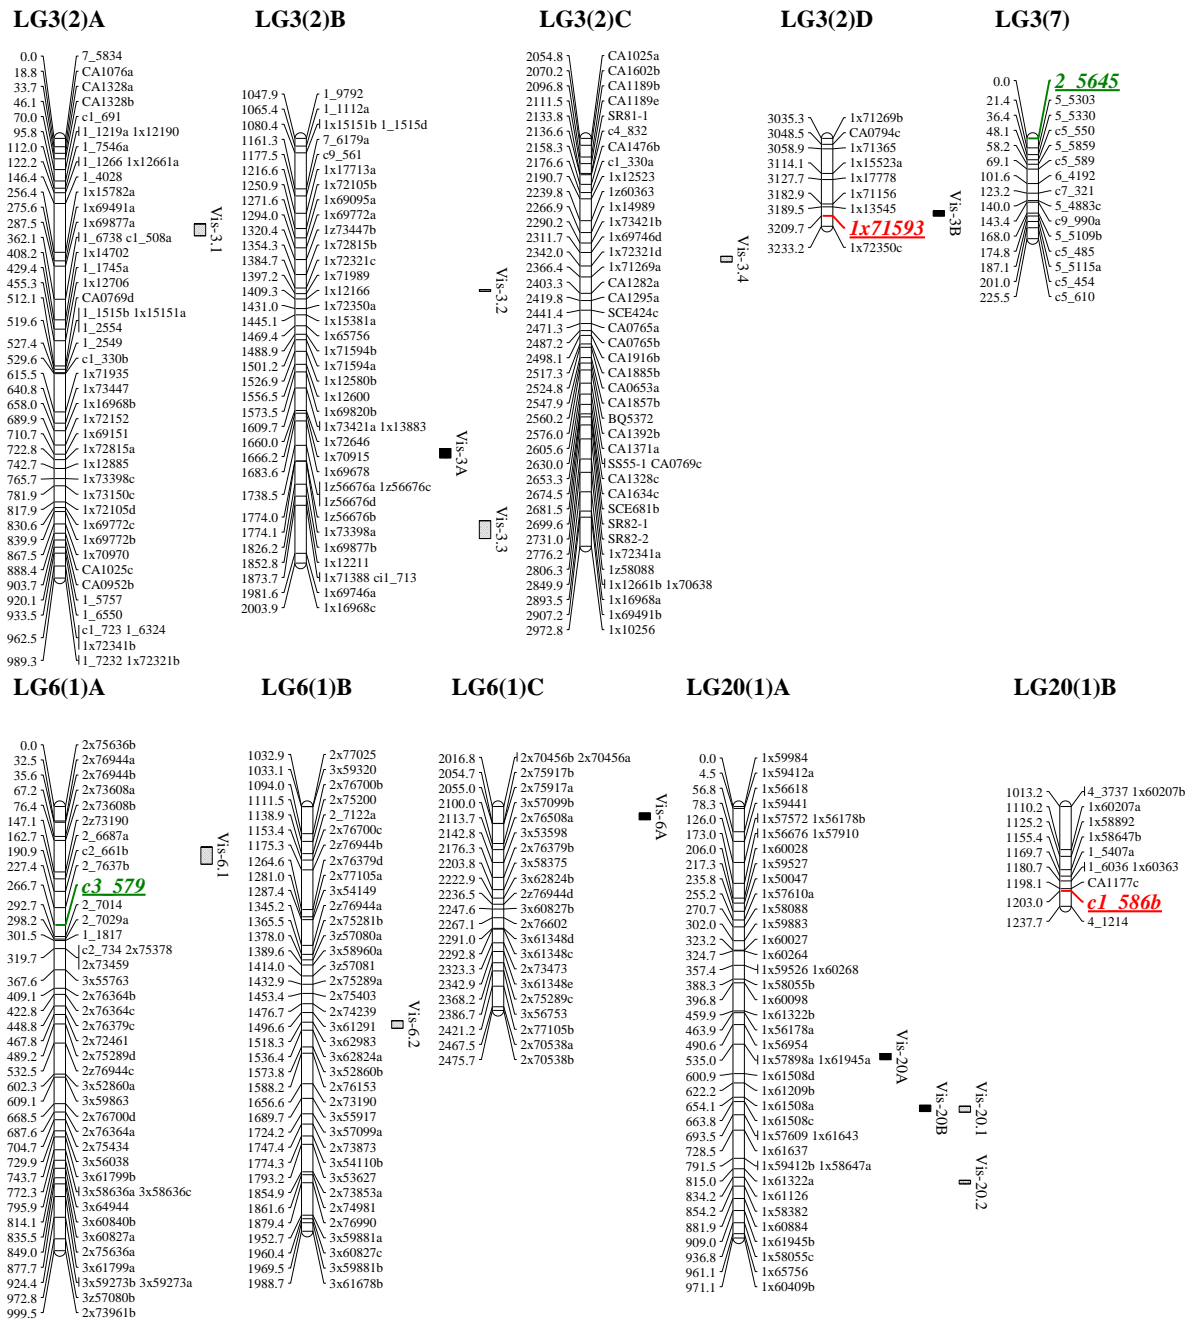 LG3(2)A
0.0 7_5834
18.8 CA1076a
33.7 CA1328a
46.1 CA1328b
70.0 c1_691
95.8 1_1219a 1x12190
112.0 1_7546a
122.2 1_1266 1x12661a
146.4 1_4028
256.4 1x15782a
275.6 1x69491a
287.5 1x69877a
362.1 1_6738 c1_508a
408.2 1x14702
429.4 1_1745a
455.3 1x12706
512.1 CA0769d
519.6 1_1515b 1x15151a
1_2554
527.4 1_2549
529.6 c1_330b
615.5 1x71935
640.8 1x73447
658.0 1x16968b
689.9 1x72152
710.7 1x69151
722.8 1x72815a
742.7 1x12885
765.7 1x73398c
781.9 1x73150c
817.9 1x72105d
830.6 1x69772c
839.9 1x69772b
867.5 1x70970
888.4 CA1025c
903.7 CA0952b
920.1 1_5757
933.5 1_6550
962.5 c1_723 1_6324
1x72341b
989.3 1_7232 1x72321b
Vis-3.1
LG3(2)B
1047.9 1_9792
1065.4 1_1112a
1080.4 1x15151b 1_1515d
1161.3 7_6179a
1177.5 c9_561
1216.6 1x17713a
1250.9 1x72105b
1271.6 1x69095a
1294.0 1x69772a
1320.4 1z73447b
1354.3 1x72815b
1384.7 1x72321c
1397.2 1x71989
1409.3 1x12166
1431.0 1x72350a
1445.1 1x15381a
1469.4 1x65756
1488.9 1x71594b
1501.2 1x71594a
1526.9 1x12580b
1556.5 1x12600
1573.5 1x69820b
1609.7 1x73421a 1x13883
1660.0 1x72646
1666.2 1x70915
1683.6 1x69678
1738.5 1z56676a 1z56676c
1z56676d
1774.0 1z56676b
1774.1 1x73398a
1826.2 1x69877b
1852.8 1x12211
1873.7 1x71388 ci1_713
1981.6 1x69746a
2003.9 1x16968c
Vis-3A
Vis-3.2
Vis-3.3
LG3(2)C
2054.8 CA1025a
2070.2 CA1602b
2096.8 CA1189b
2111.5 CA1189e
2133.8 SR81-1
2136.6 c4_832
2158.3 CA1476b
2176.6 c1_330a
2190.7 1x12523
2239.8 1z60363
2266.9 1x14989
2290.2 1x73421b
2311.7 1x69746d
2342.0 1x72321d
2366.4 1x71269a
2403.3 CA1282a
2419.8 CA1295a
2441.4 SCE424c
2471.3 CA0765a
2487.2 CA0765b
2498.1 CA1916b
2517.3 CA1885b
2524.8 CA0653a
2547.9 CA1857b
2560.2 BQ5372
2576.0 CA1392b
2605.6 CA1371a
2630.0 SS55-1 CA0769c
2653.3 CA1328c
2674.5 CA1634c
2681.5 SCE681b
2699.6 SR82-1
2731.0 SR82-2
2776.2 1x72341a
2806.3 1z58088
2849.9 1x12661b 1x70638
2893.5 1x16968a
2907.2 1x69491b
2972.8 1x10256
Vis-3.4
LG3(2)D
3035.3 1x71269b
3048.5 CA0794c
3058.9 1x71365
3114.1 1x15523a
3127.7 1x17778
3182.9 1x71156
3189.5 1x13545
3209.7 1x71593
3233.2 1x72350c
Vis-3B
LG3(7)
0.0 2_5645
21.4 5_5303
36.4 5_5330
48.1 c5_550
58.2 5_5859
69.1 c5_589
101.6 6_4192
123.2 c7_321
140.0 5_4883c
143.4 c9_990a
168.0 5_5109b
174.8 c5_485
187.1 5_5115a
201.0 c5_454
225.5 c5_610
LG6(1)A
0.0 2x75636b
32.5 2x76944a
35.6 2x76944b
67.2 2x73608a
76.4 2x73608b
147.1 2z73190
162.7 2_6687a
190.9 c2_661b
227.4 2_7637b
266.7 c3_579
292.7 2_7014
298.2 2_7029a
301.5 1_1817
319.7 c2_734 2x75378
2x73459
367.6 3x55763
409.1 2x76364b
422.8 2x76364c
448.8 2x76379c
467.8 2x72461
489.2 2x75289d
532.5 2z76944c
602.3 3x52860a
609.1 3x59863
668.5 2x76700d
687.6 2x76364a
704.7 2x75434
729.9 3x56038
743.7 3x61799b
772.3 3x58636a 3x58636c
795.9 3x64944
814.1 3x60840b
835.5 3x60827a
849.0 2x75636a
877.7 3x61799a
924.4 3x59273b 3x59273a
972.8 3z57080b
999.5 2x73961b
Vis-6.1
LG6(1)B
1032.9 2x77025
1033.1 3x59320
1094.0 2x76700b
1111.5 2x75200
1138.9 2_7122a
1153.4 2x76700c
1175.3 2x76944b
1264.6 2x76379d
1281.0 2x77105a
1287.4 3x54149
1345.2 2z76944a
1365.5 2x75281b
1378.0 3z57080a
1389.6 3x58960a
1414.0 3z57081
1432.9 2x75289a
1453.4 2x75403
1476.7 2x74239
1496.6 3x61291
1518.3 3x62983
1536.4 3x62824a
1573.8 3x52860b
1588.2 2x76153
1656.6 2x73190
1689.7 3x55917
1724.2 3x57099a
1747.4 2x73873
1774.3 3x54110b
1793.2 3x53627
1854.9 2x73853a
1861.6 2x74981
1879.4 2x76990
1952.7 3x59881a
1960.4 3x60827c
1969.5 3x59881b
1988.7 3x61678b
Vis-6.2
LG6(1)C
2016.8 2x70456b 2x70456a
2054.7 2x75917b
2055.0 2x75917a
2100.0 3x57099b
2113.7 2x76508a
2142.8 3x53598
2176.3 2x76379b
2203.8 3x58375
2222.9 3x62824b
2236.5 2z76944d
2247.6 3x60827b
2267.1 2x76602
2291.0 3x61348d
2292.8 3x61348c
2323.3 2x73473
2342.9 3x61348e
2368.2 2x75289c
2386.7 3x56753
2421.2 2x77105b
2467.5 2x70538a
2475.7 2x70538b
Vis-6A
LG20(1)A
0.0 1x59984
4.5 1x59412a
56.8 1x56618
78.3 1x59441
126.0 1x57572 1x56178b
173.0 1x56676 1x57910
206.0 1x60028
217.3 1x59527
235.8 1x50047
255.2 1x57610a
270.7 1x58088
302.0 1x59883
323.2 1x60027
324.7 1x60264
357.4 1x59526 1x60268
388.3 1x58055b
396.8 1x60098
459.9 1x61322b
463.9 1x56178a
490.6 1x56954
535.0 1x57898a 1x61945a
600.9 1x61508d
622.2 1x61209b
654.1 1x61508a
663.8 1x61508c
693.5 1x57609 1x61643
728.5 1x61637
791.5 1x59412b 1x58647a
815.0 1x61322a
834.2 1x61126
854.2 1x58382
881.9 1x60884
909.0 1x61945b
936.8 1x58055c
961.1 1x65756
971.1 1x60409b
Vis-20A
Vis-20B
Vis-20.1
Vis-20.2
LG20(1)B
1013.2 4_3737 1x60207b
1110.2 1x60207a
1125.2 1x58892
1155.4 1x58647b
1169.7 1_5407a
1180.7 1_6036 1x60363
1198.1 CA1177c
1203.0 c1_586b
1237.7 4_1214